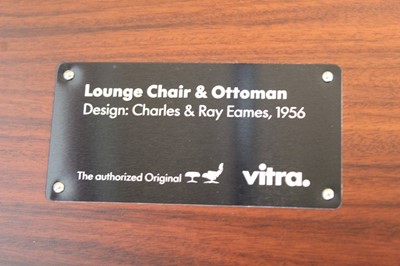 Lounge Chair & Ottoman
Design: Charles & Ray Eames, 1956
The authorized Original vitra.